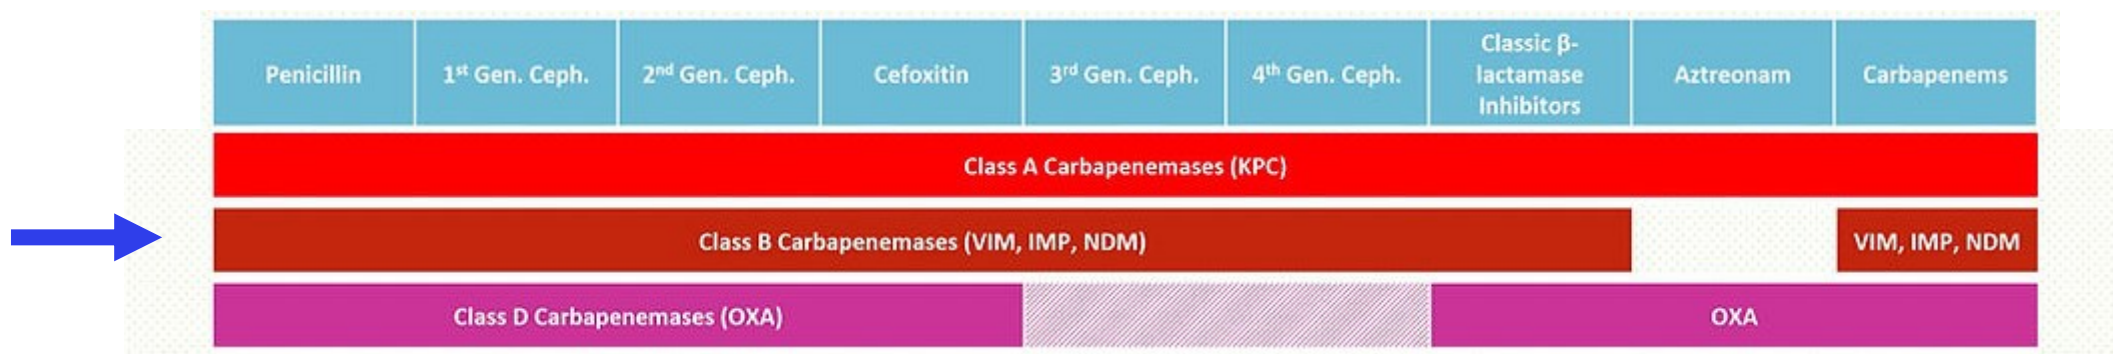 Penicillin
1st Gen. Ceph.
2nd Gen. Ceph.
Cefoxitin
3rd Gen. Ceph.
4th Gen. Ceph.
Classic β-
lactamase
Inhibitors
Aztreonam
Carbapenems
Class A Carbapenemases (KPC)
Class B Carbapenemases (VIM, IMP, NDM)
VIM, IMP, NDM
Class D Carbapenemases (OXA)
OXA